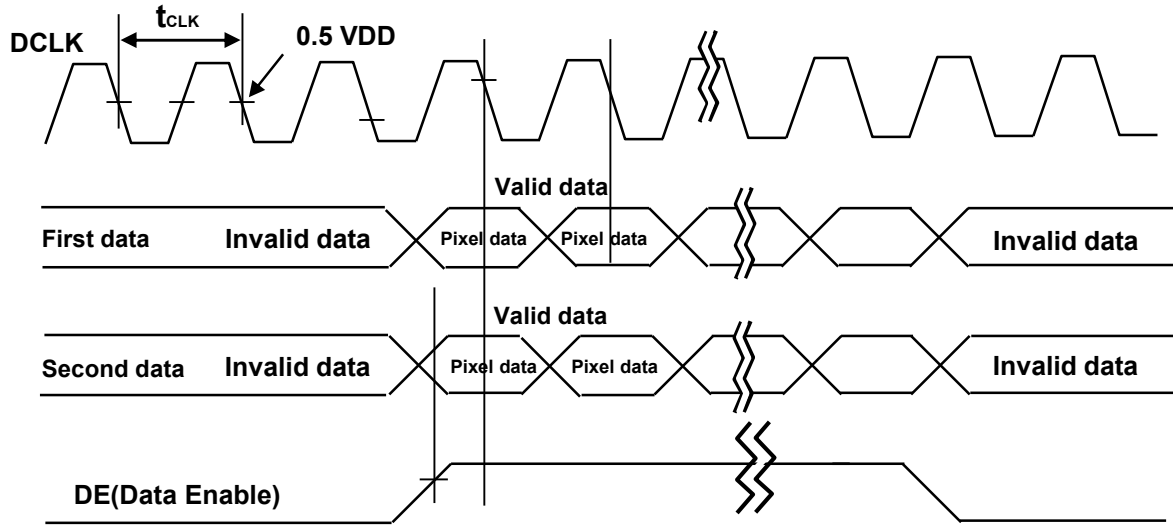 tCLK
DCLK
0.5 VDD
Valid data
First data
Invalid data
Pixel data
Pixel data
Invalid data
Valid data
Second data
Invalid data
Pixel data
Pixel data
Invalid data
DE(Data Enable)